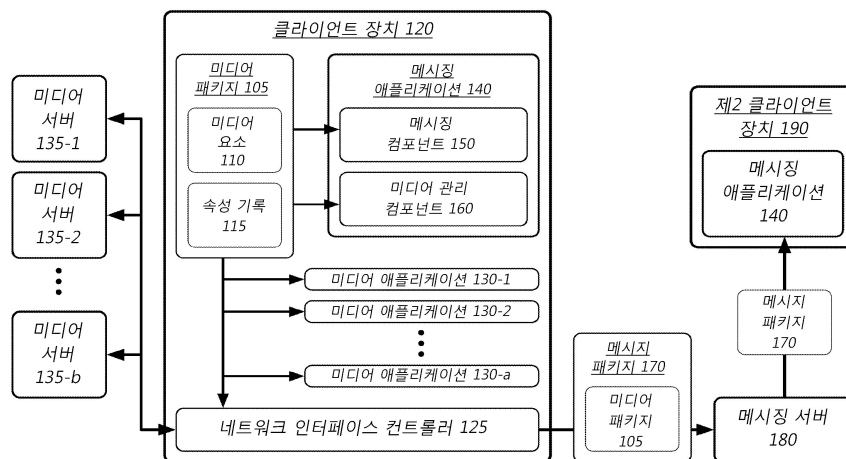 클라이언트 장치 120
미디어
패키지 105
미디어
요소
110
속성 기록
115
메시징
애플리케이션 140
메시징
컴포넌트 150
미디어 관리
컴포넌트 160
미디어
서버
135-1
미디어
서버
135-2
미디어
서버
135-b
미디어 애플리케이션 130-1
미디어 애플리케이션 130-2
미디어 애플리케이션 130-a
네트워크 인터페이스 컨트롤러 125
메시지
패키지 170
미디어
패키지
105
제2 클라이언트
장치 190
메시징
애플리케이션
140
메시지
패키지
170
메시징 서버
180